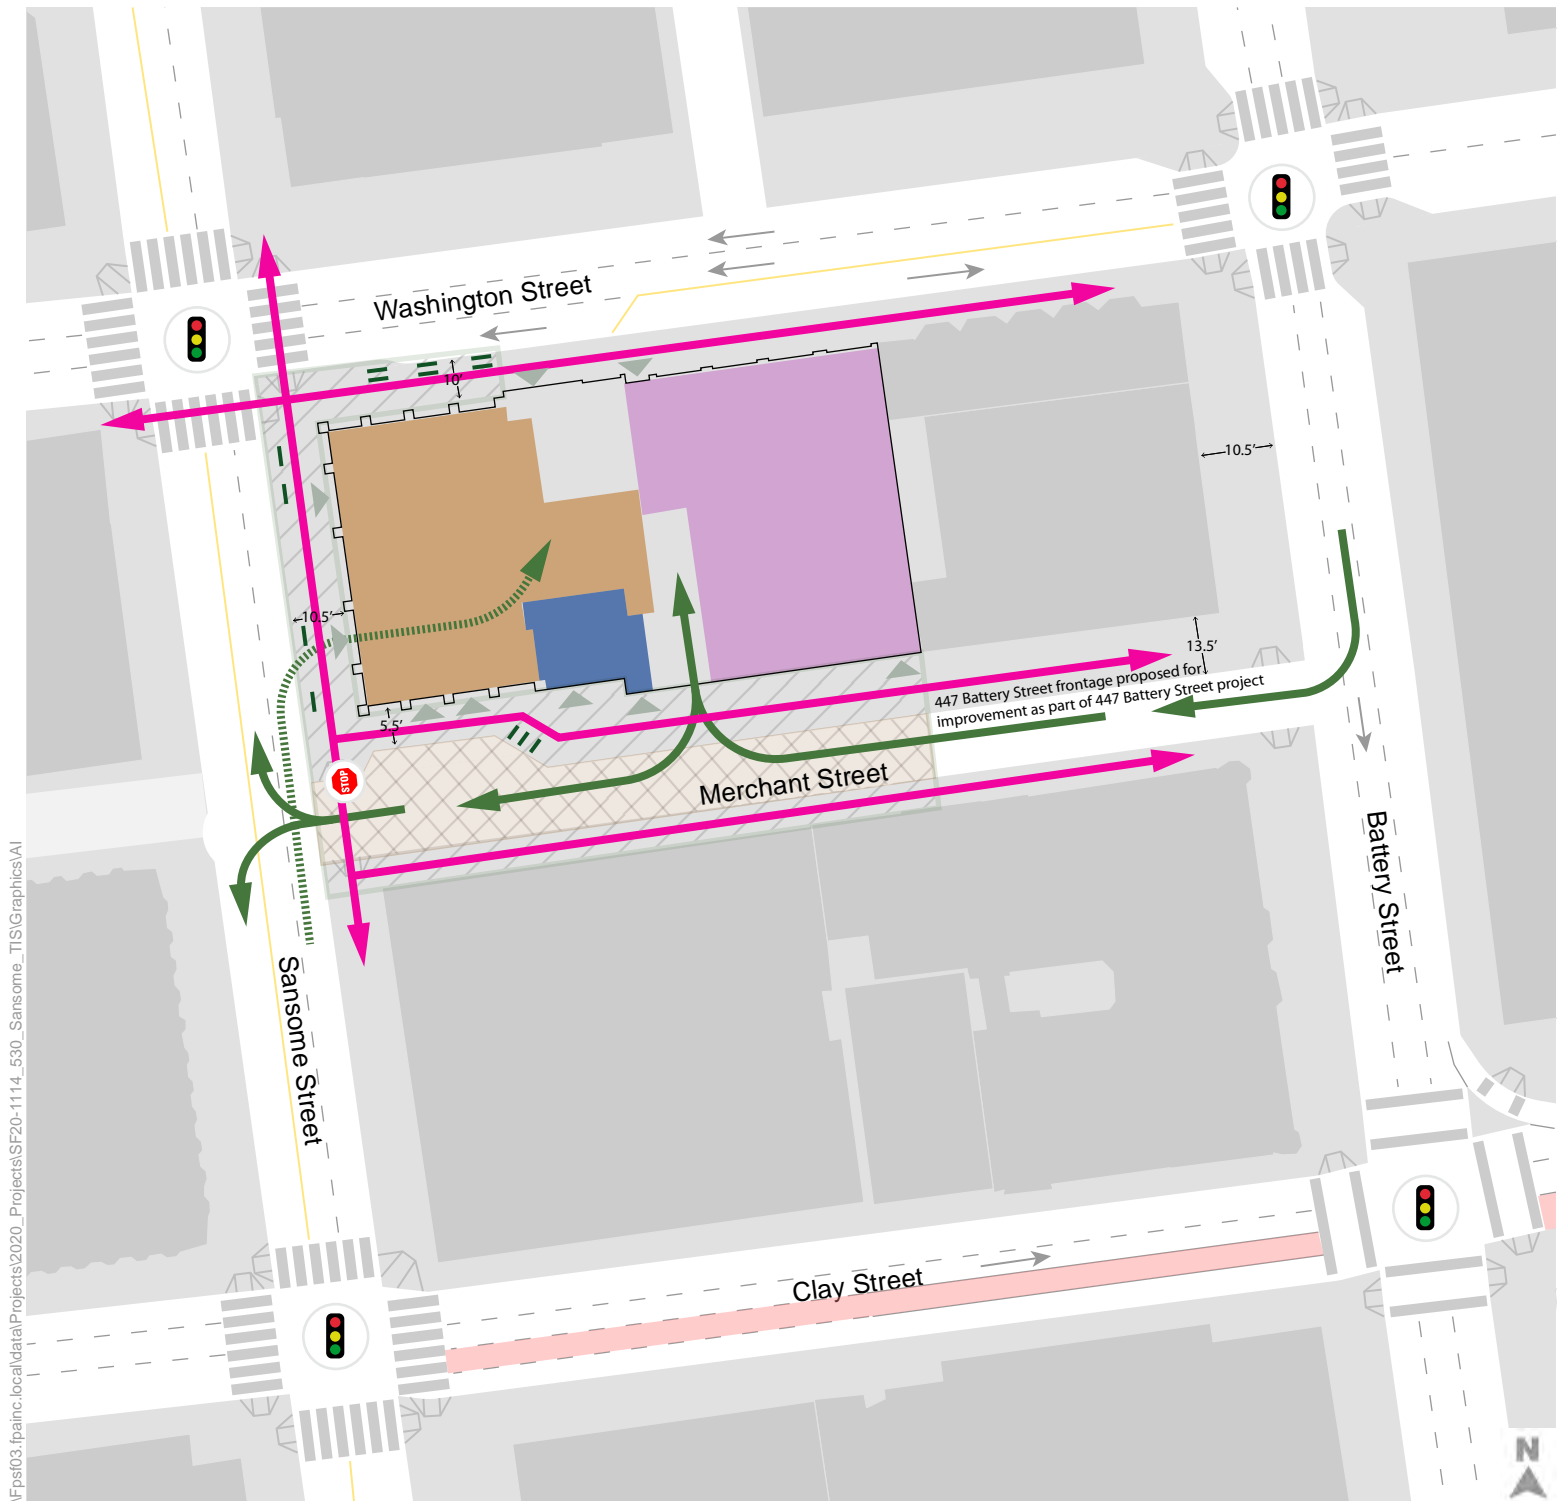 Washington Street
10'
10.5'
10.5'
13.5'
447 Battery Street frontage proposed for
improvement as part of 447 Battery Street project
5.5'
STOP
Merchant Street
Battery Street
Sansome Street
Clay Street
N
\Fpsf03.fpainc.local\data\Projects\2020_Projects\SF20-1114_530_Sansome_TIS\Graphics\AI